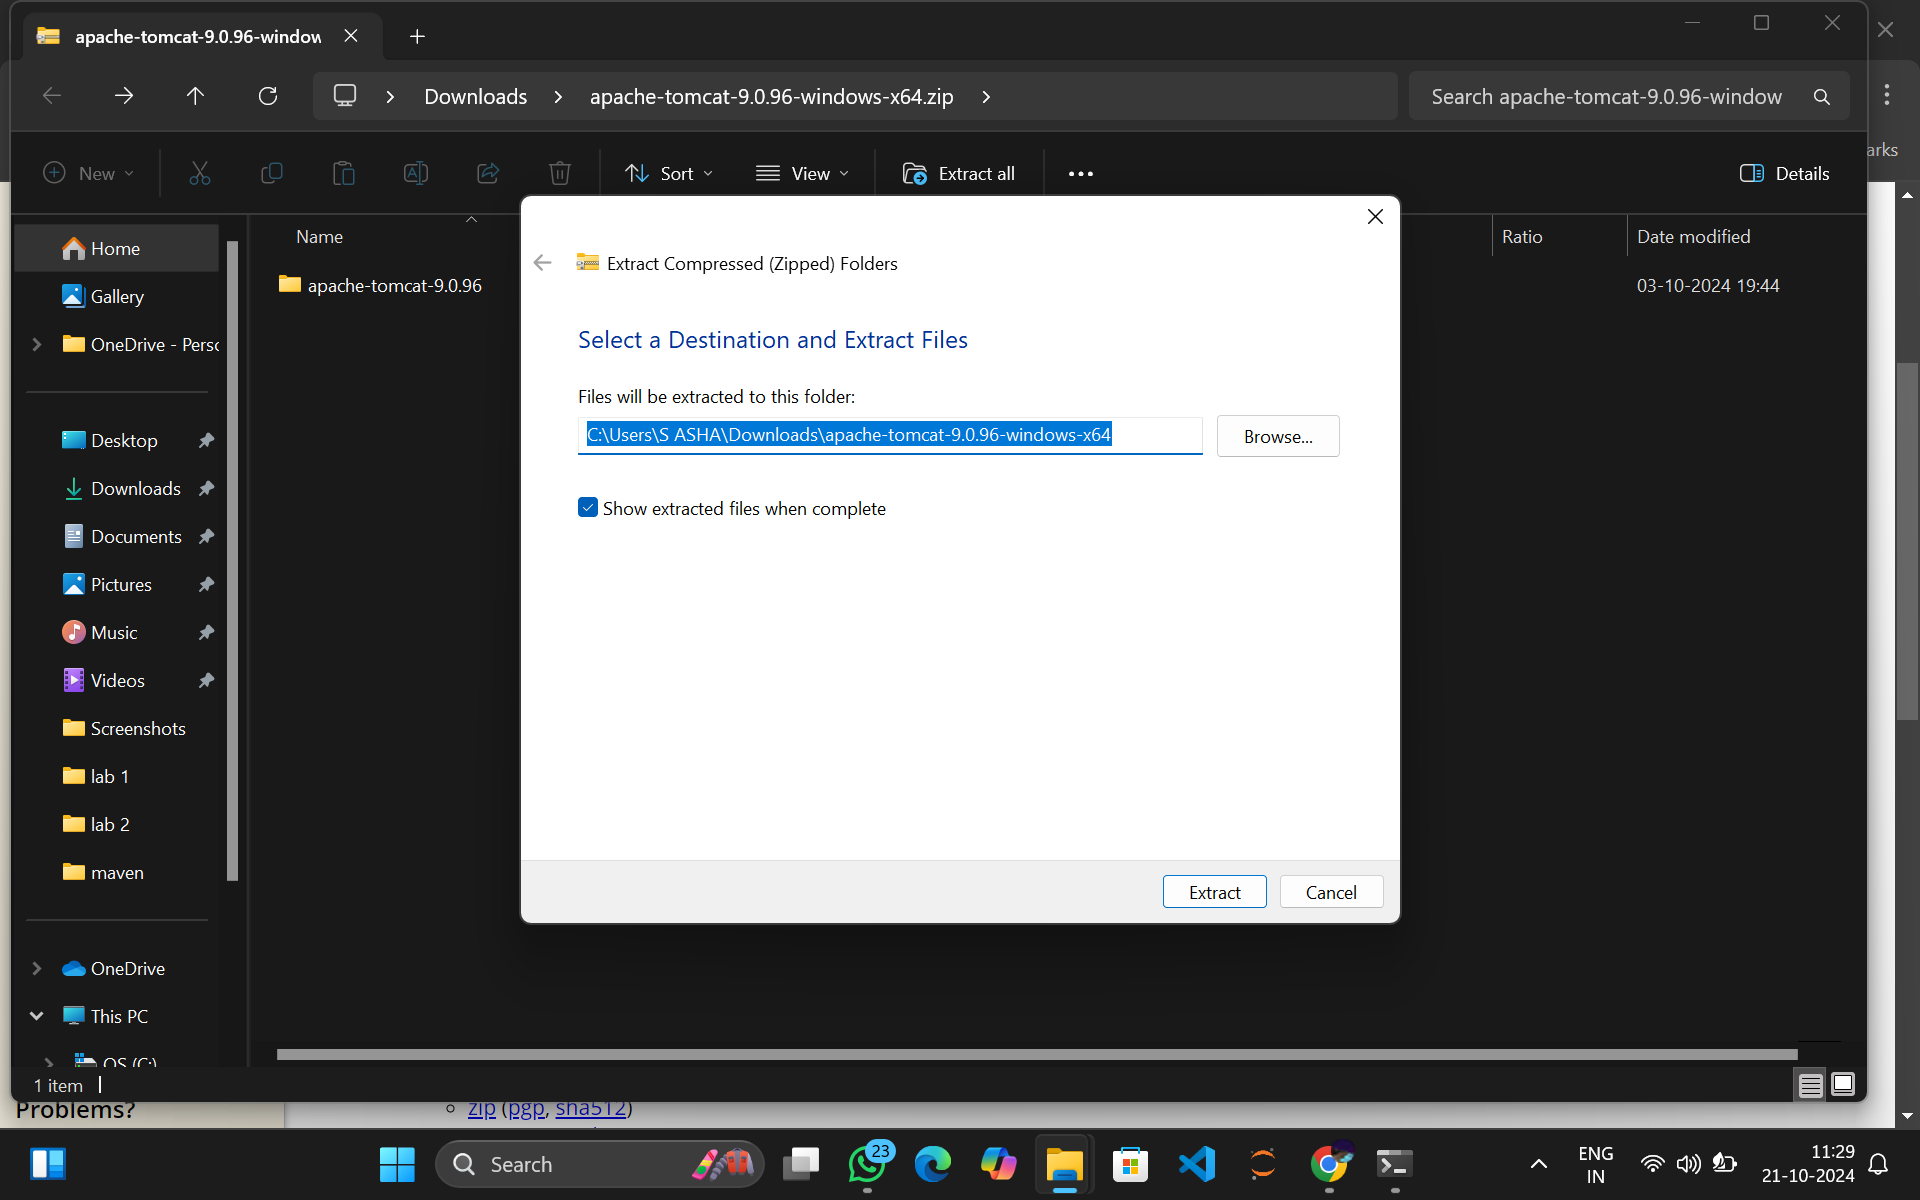 apache-tomcat-9.0.96-window
Downloads
apache-tomcat-9.0.96-windows-x64.zip
Search apache-tomcat-9.0.96-window
arks
New
Sort
View
Extract all
Details
Name
Ratio
Date modified
apache-tomcat-9.0.96
03-10-2024 19:44
Home
Gallery
OneDrive - Perso
Desktop
Downloads
Documents
Pictures
Music
Videos
Screenshots
lab 1
lab 2
maven
OneDrive
This PC
OS (C:)
1 item
Extract Compressed (Zipped) Folders
Select a Destination and Extract Files
Files will be extracted to this folder:
C:\Users\S ASHA\Downloads\apache-tomcat-9.0.96-windows-x64
Browse...
Show extracted files when complete
Extract
Cancel
Problems?
zip (pgp, sha512)
Search
23
ENG
IN
11:29
21-10-2024